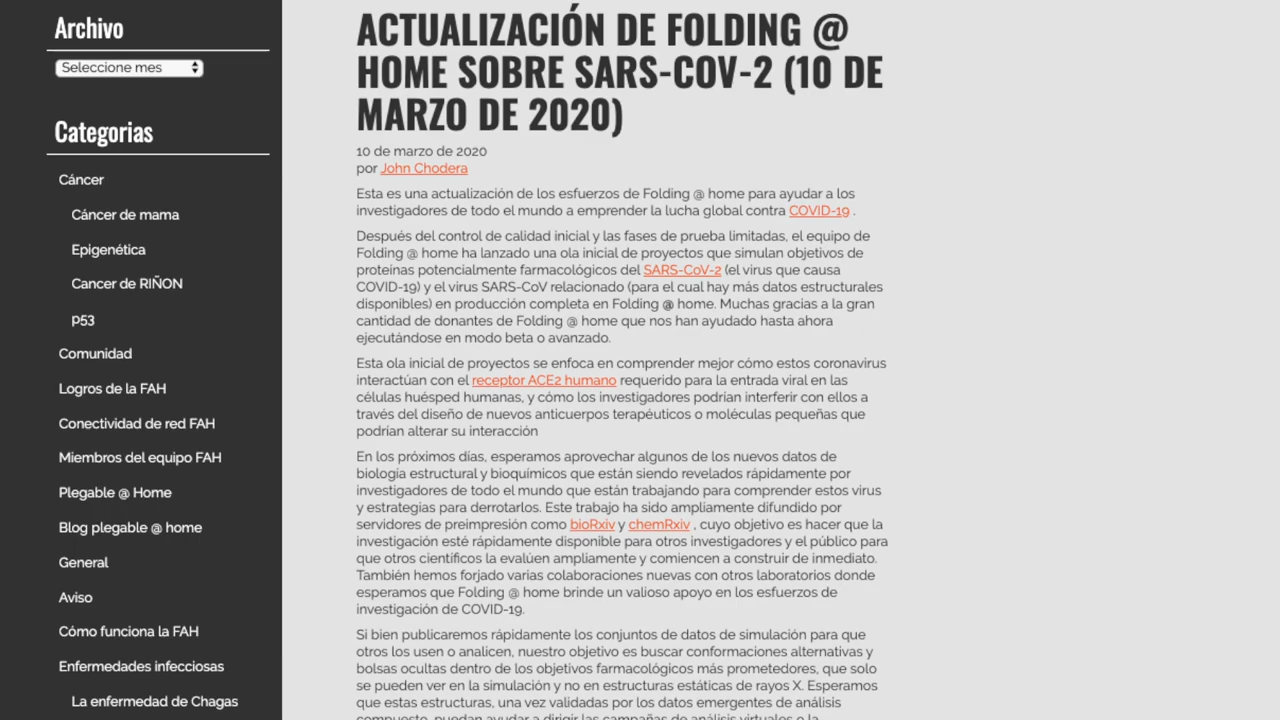 Archivo
Seleccione mes
Categorias
Cáncer
Cáncer de mama
Epigenética
Cancer de RIÑON
p53
Comunidad
Logros de la FAH
Conectividad de red FAH
Miembros del equipo FAH
Plegable @ Home
Blog plegable @ home
General
Aviso
Cómo funciona la FAH
Enfermedades infecciosas
La enfermedad de Chagas
ACTUALIZACIÓN DE FOLDING @
HOME SOBRE SARS-COV-2 (10 DE
MARZO DE 2020)
10 de marzo de 2020
por John Chodera
Esta es una actualización de los esfuerzos de Folding @ home para ayudar a los
investigadores de todo el mundo a emprender la lucha global contra COVID-19 .
Después del control de calidad inicial y las fases de prueba limitadas, el equipo de
Folding @ home ha lanzado una ola inicial de proyectos que simulan objetivos de
proteínas potencialmente farmacológicos del SARS-CoV-2 (el virus que causa
COVID-19) y el virus SARS-CoV relacionado (para el cual hay más datos estructurales
disponibles) en producción completa en Folding @ home. Muchas gracias a la gran
cantidad de donantes de Folding @ home que nos han ayudado hasta ahora
ejecutándose en modo beta o avanzado.
Esta ola inicial de proyectos se enfoca en comprender mejor cómo estos coronavirus
interactúan con el receptor ACE2 humano requerido para la entrada viral en las
células huésped humanas, y cómo los investigadores podrían interferir con ellos a
través del diseño de nuevos anticuerpos terapéuticos o moléculas pequeñas que
podrían alterar su interacción
En los próximos días, esperamos aprovechar algunos de los nuevos datos de
biología estructural y bioquímicos que están siendo revelados rápidamente por
investigadores de todo el mundo que están trabajando para comprender estos virus
y estrategias para derrotarlos. Este trabajo ha sido ampliamente difundido por
servidores de preimpresión como bioRxiv y chemRxiv , cuyo objetivo es hacer que la
investigación esté rápidamente disponible para otros investigadores y el público para
que otros científicos la evalúen ampliamente y comiencen a construir de inmediato.
También hemos forjado varias colaboraciones nuevas con otros laboratorios donde
esperamos que Folding @ home brinde un valioso apoyo en los esfuerzos de
investigación de COVID-19.
Si bien publicaremos rápidamente los conjuntos de datos de simulación para que
otros los usen o analicen, nuestro objetivo es buscar conformaciones alternativas y
bolsas ocultas dentro de los objetivos farmacológicos más prometedores, que solo
se pueden ver en la simulación y no en estructuras estáticas de rayos X. Esperamos
que estas estructuras, una vez validadas por los datos emergentes de análisis
compuesto, puedan ayudar a dirigir las campañas de análisis virtuales o la